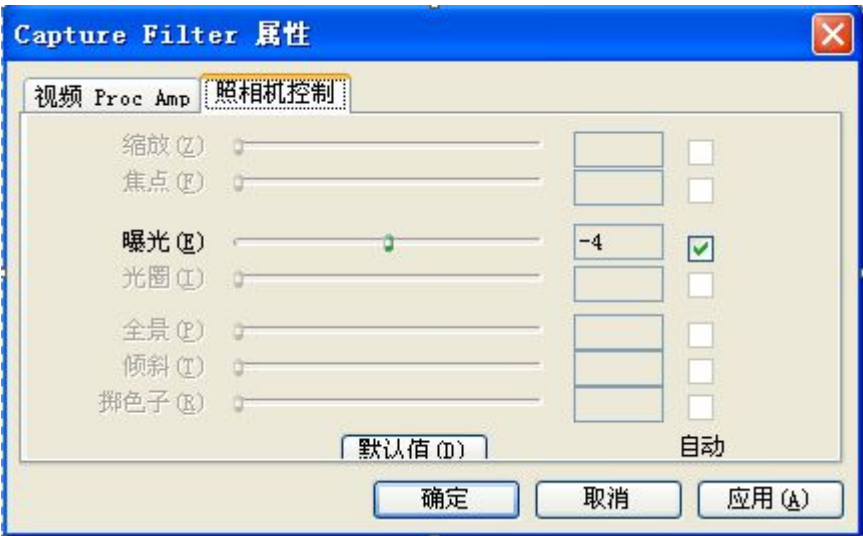 Capture Filter 属性
视频 Proc Amp 照相机控制
缩放(Z)
焦点(F)
曝光(E) -4
光圈(I)
全景(P)
倾斜(T)
掷色子(R)
默认值(D) 自动
确定 取消 应用(A)